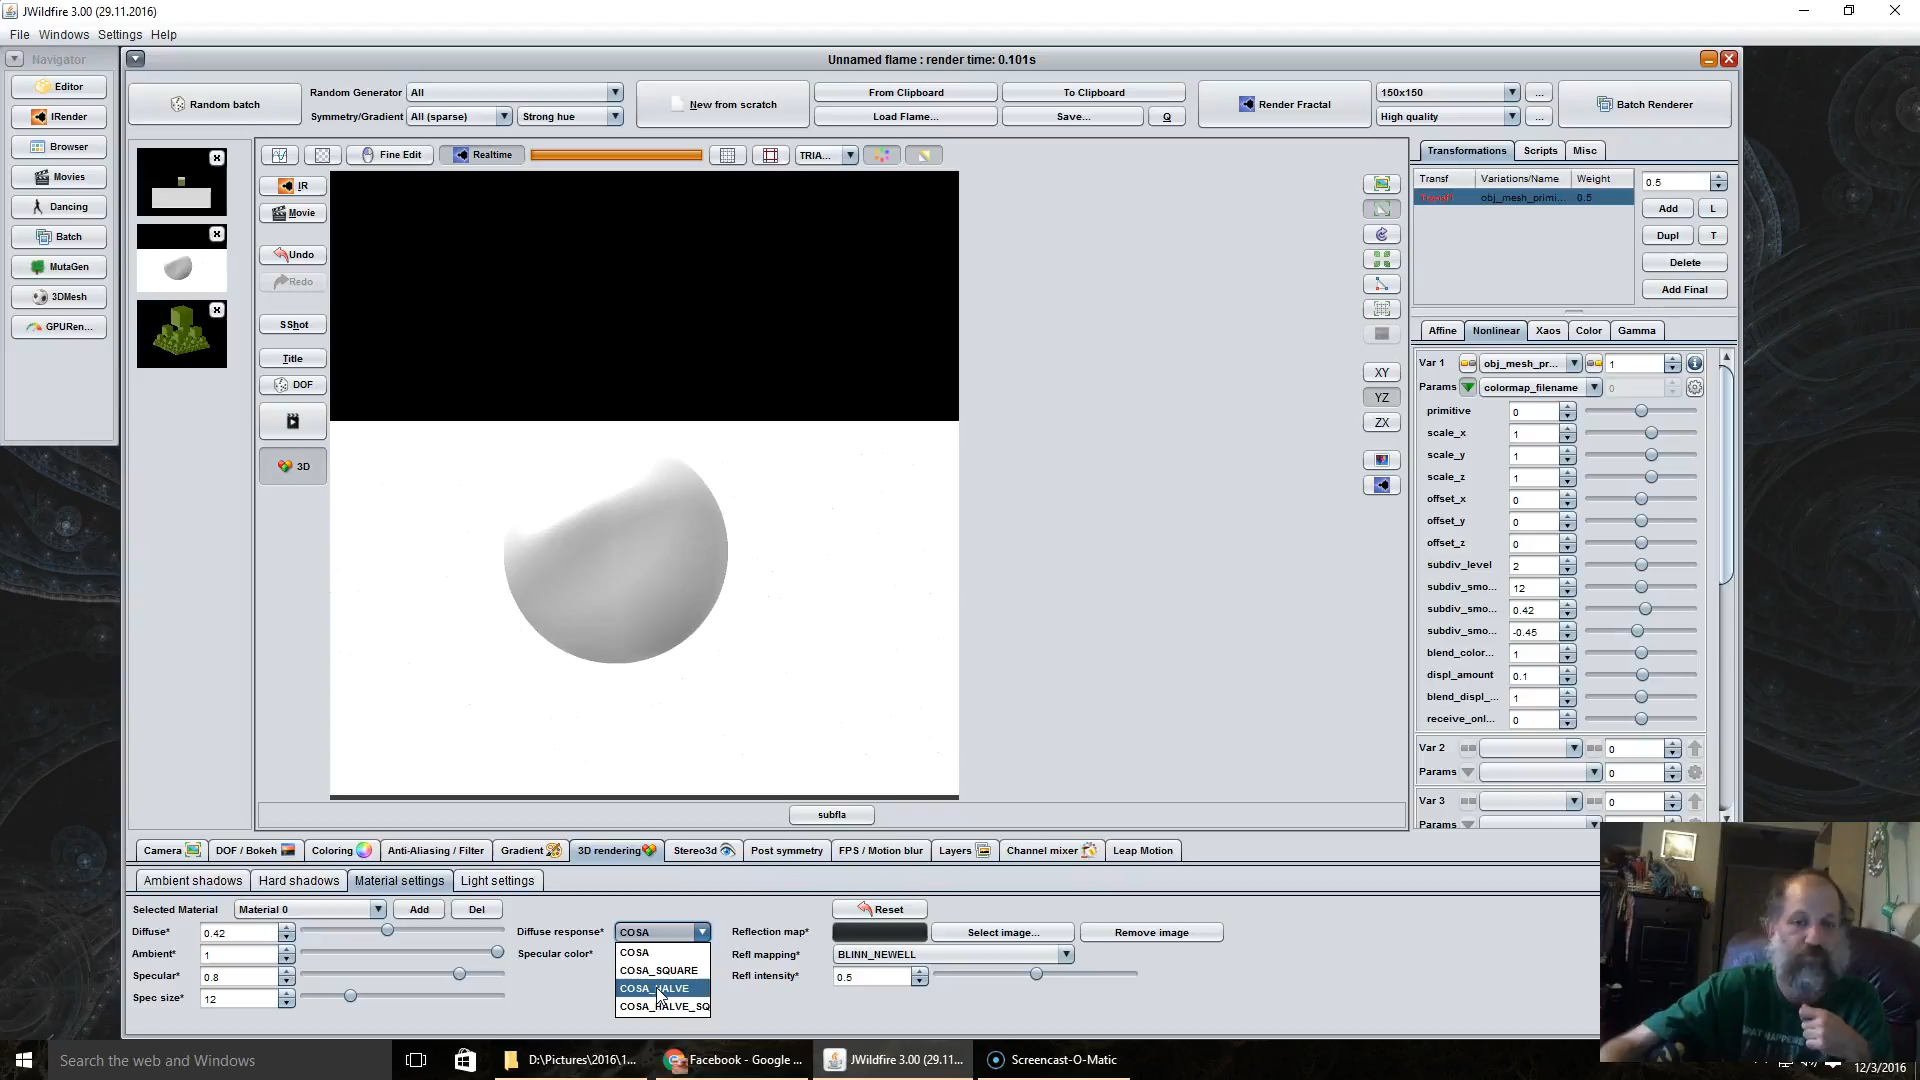 JWildfire 3.00 (29.11.2016)
File Windows Settings Help
Navigator
Unnamed flame : render time: 0.101s
Editor
IRender
Browser
Movies
Dancing
Batch
MutaGen
3DMesh
GPURen...
Random batch
Random Generator All
Symmetry/Gradient All (sparse) Strong hue
New from scratch
From Clipboard To Clipboard
Load Flame... Save... Q
Render Fractal
150x150 ...
High quality ...
Batch Renderer
Fine Edit Realtime TRIA...
IR
Movie
Undo
Redo
SShot
Title
DOF
3D
XY
YZ
ZX
Transformations Scripts Misc
Transf Variations/Name Weight
Transf1 obj_mesh_primi... 0.5
0.5
Add L
Dupl T
Delete
Add Final
Affine Nonlinear Xaos Color Gamma
Var 1 obj_mesh_pr... 1
Params colormap_filename 0
primitive 0
scale_x 1
scale_y 1
scale_z 1
offset_x 0
offset_y 0
offset_z 0
subdiv_level 2
subdiv_smo... 12
subdiv_smo... 0.42
subdiv_smo... -0.45
blend_color... 1
displ_amount 0.1
blend_displ_... 1
receive_onl... 0
Var 2 0
Params 0
Var 3 0
Params
subfla
Camera DOF / Bokeh Coloring Anti-Aliasing / Filter Gradient 3D rendering Stereo3d Post symmetry FPS / Motion blur Layers Channel mixer Leap Motion
Ambient shadows Hard shadows Material settings Light settings
Selected Material Material 0 Add Del Reset
Diffuse* 0.42 Diffuse response* COSA Reflection map* Select image... Remove image
Ambient* 1 Specular color* Refl mapping* BLINN_NEWELL
Specular* 0.8 Refl intensity* 0.5
Spec size* 12
COSA
COSA_SQUARE
COSA_HALVE
COSA_HALVE_SQ
Search the web and Windows
D:\Pictures\2016\1...
Facebook - Google ...
JWildfire 3.00 (29.11...
Screencast-O-Matic
12/3/2016